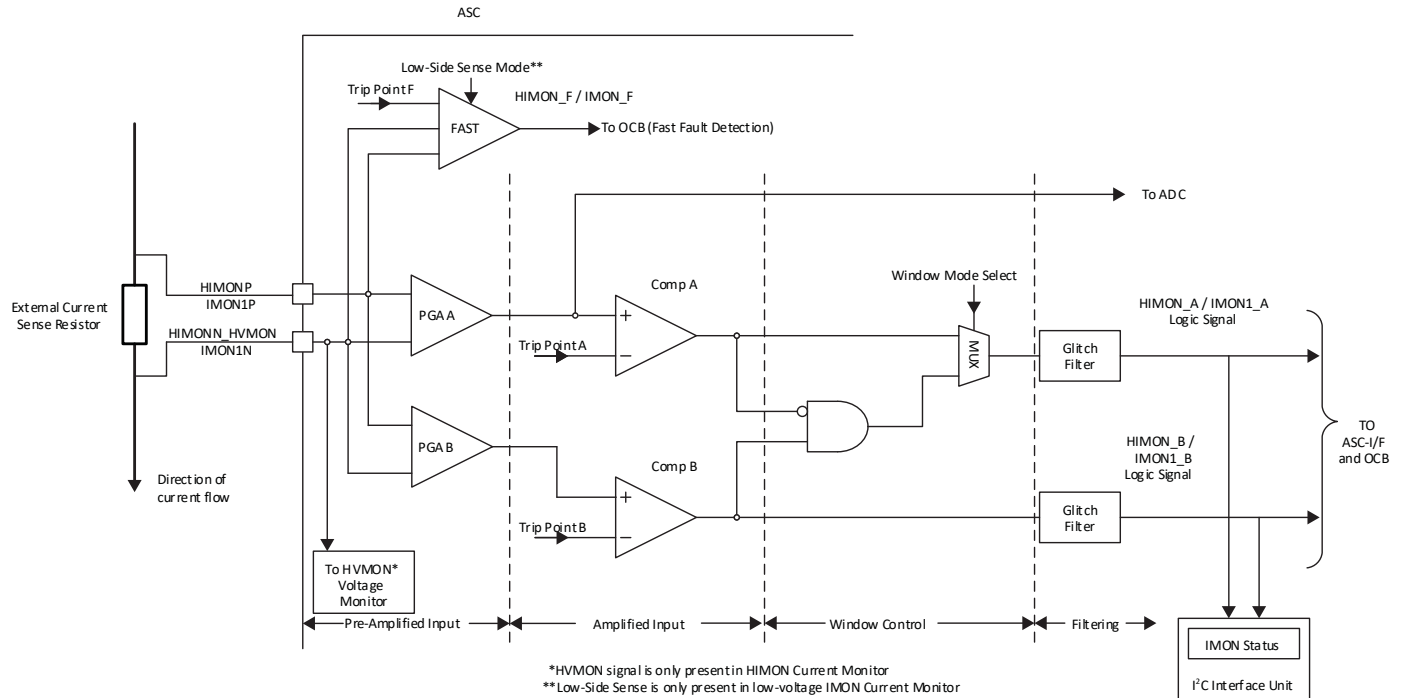 ASC
Low-Side Sense Mode**
Trip Point F
HIMON_F / IMON_F
FAST
To OCB (Fast Fault Detection)
To ADC
Window Mode Select
Comp A
HIMONP
IMON1P
External Current
Sense Resistor
PGA A
+
HIMON_A / IMON1_A
Logic Signal
HIMONN_HVMON
IMON1N
Trip Point A
−
MUX
Glitch
Filter
PGA B
Comp B
HIMON_B /
IMON1_B
Logic Signal
TO
ASC-I/F
and OCB
Direction of
current flow
+
Trip Point B
−
Glitch
Filter
To HVMON*
Voltage
Monitor
Pre-Amplified Input
Amplified Input
Window Control
Filtering
IMON Status
I²C Interface Unit
*HVMON signal is only present in HIMON Current Monitor
**Low-Side Sense is only present in low-voltage IMON Current Monitor